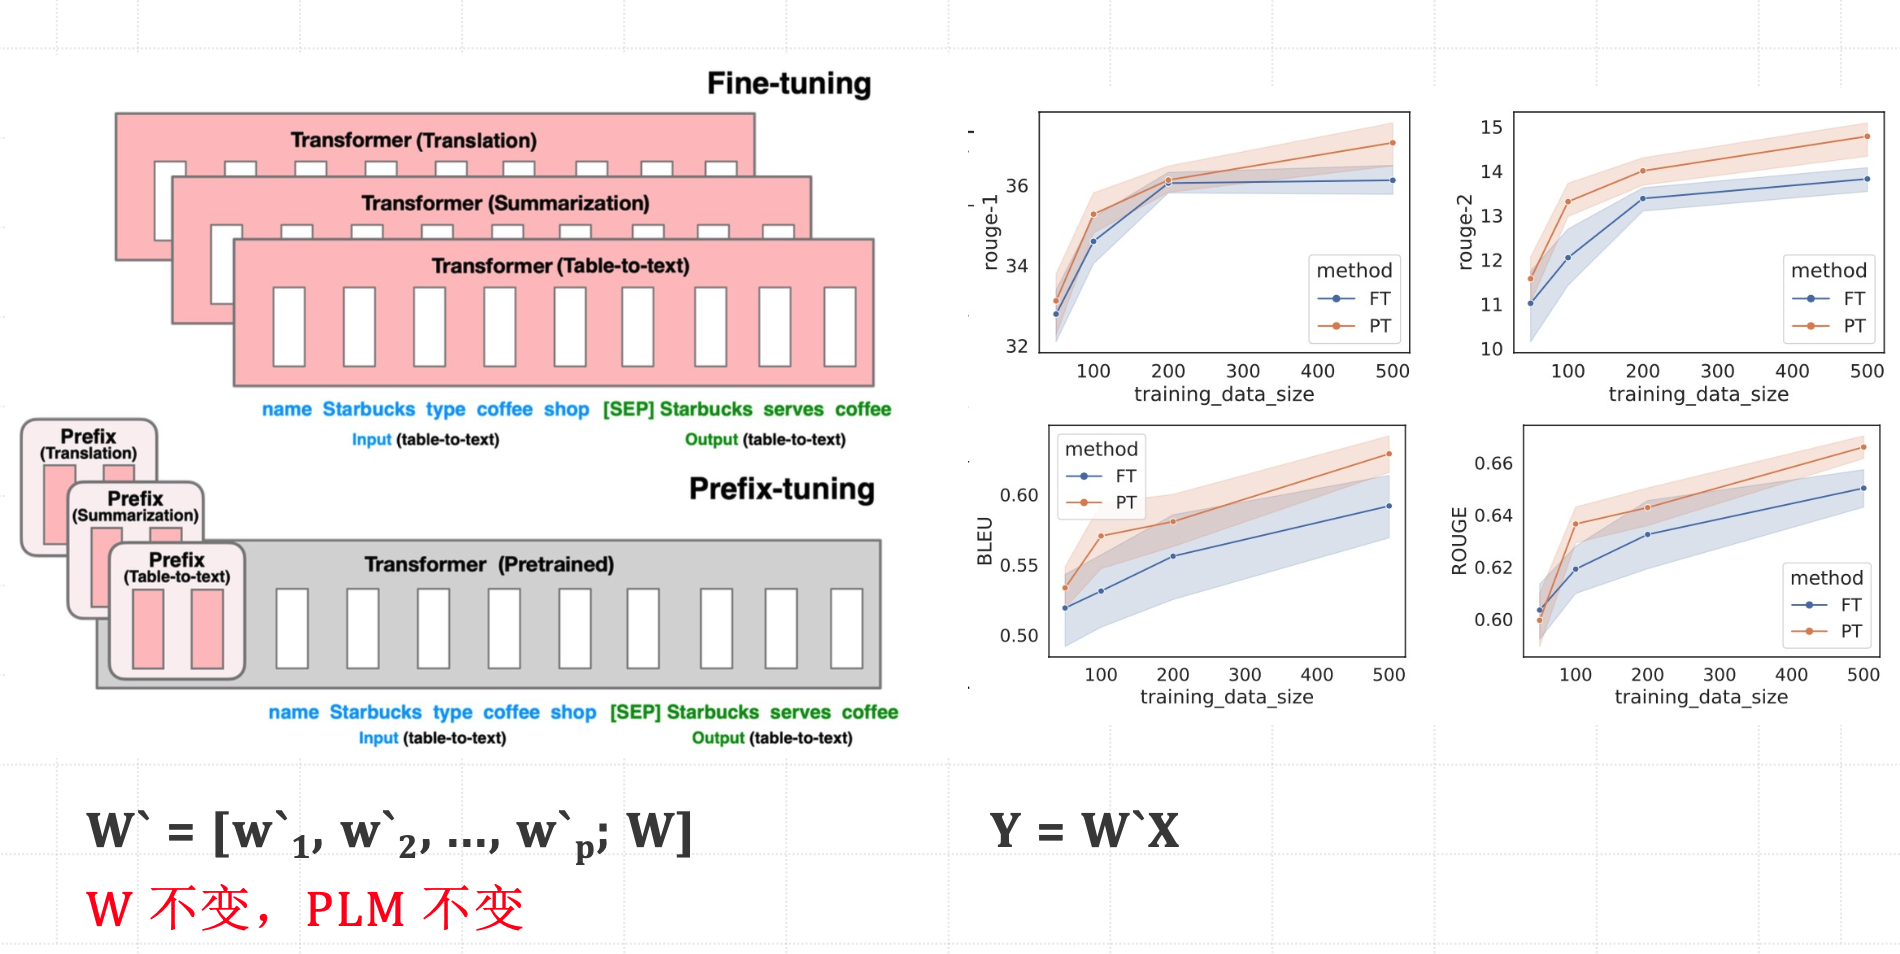 Fine-tuning
Transformer (Translation)
Transformer (Summarization)
Transformer (Table-to-text)
name Starbucks type coffee shop [SEP] Starbucks serves coffee
Input (table-to-text) Output (table-to-text)
Prefix-tuning
Prefix
(Translation)
Prefix
(Summarization)
Prefix
(Table-to-text)
Transformer (Pretrained)
name Starbucks type coffee shop [SEP] Starbucks serves coffee
Input (table-to-text) Output (table-to-text)
rouge-1
36
34
32
method
FT
PT
100 200 300 400 500
training_data_size
rouge-2
15
14
13
12
11
10
method
FT
PT
100 200 300 400 500
training_data_size
BLEU
0.60
0.55
0.50
method
FT
PT
100 200 300 400 500
training_data_size
ROUGE
0.66
0.64
0.62
0.60
method
FT
PT
100 200 300 400 500
training_data_size
W` = [w`₁, w`₂, ..., w`ₚ; W]
Y = W`X
W 不变，PLM 不变